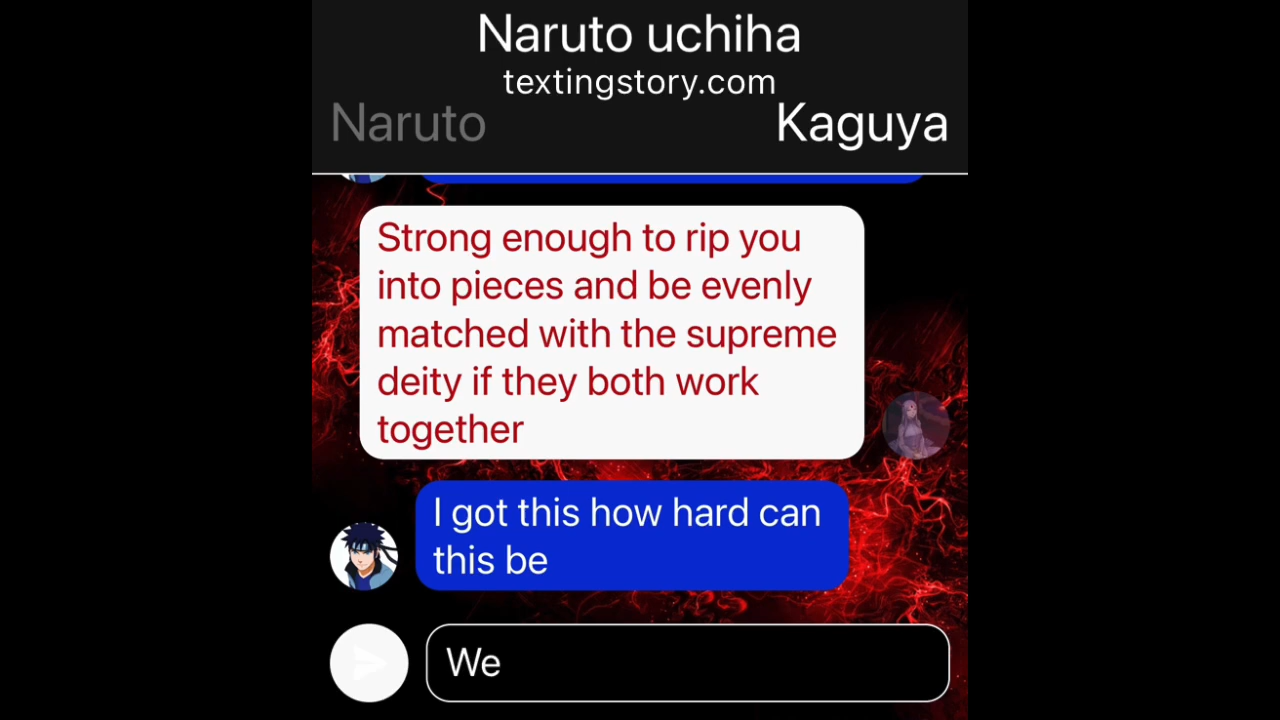 Naruto uchiha
textingstory.com
Naruto
Kaguya
Strong enough to rip you
into pieces and be evenly
matched with the supreme
deity if they both work
together
I got this how hard can
this be
We